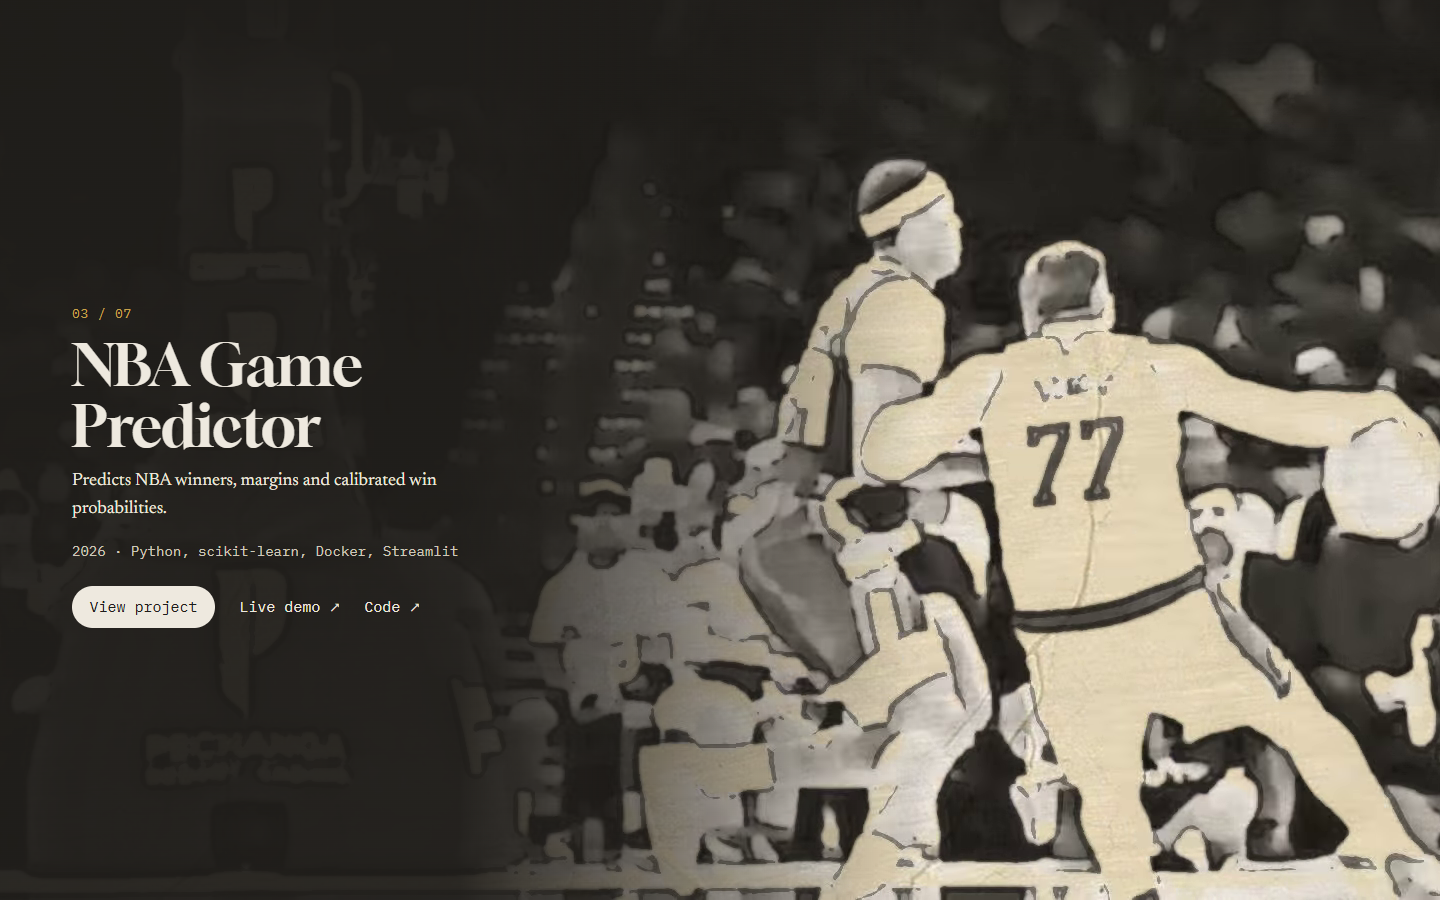 03 / 07
NBA Game
Predictor
Predicts NBA winners, margins and calibrated win
probabilities.
2026 · Python, scikit-learn, Docker, Streamlit
View project
Live demo ↗
Code ↗
77